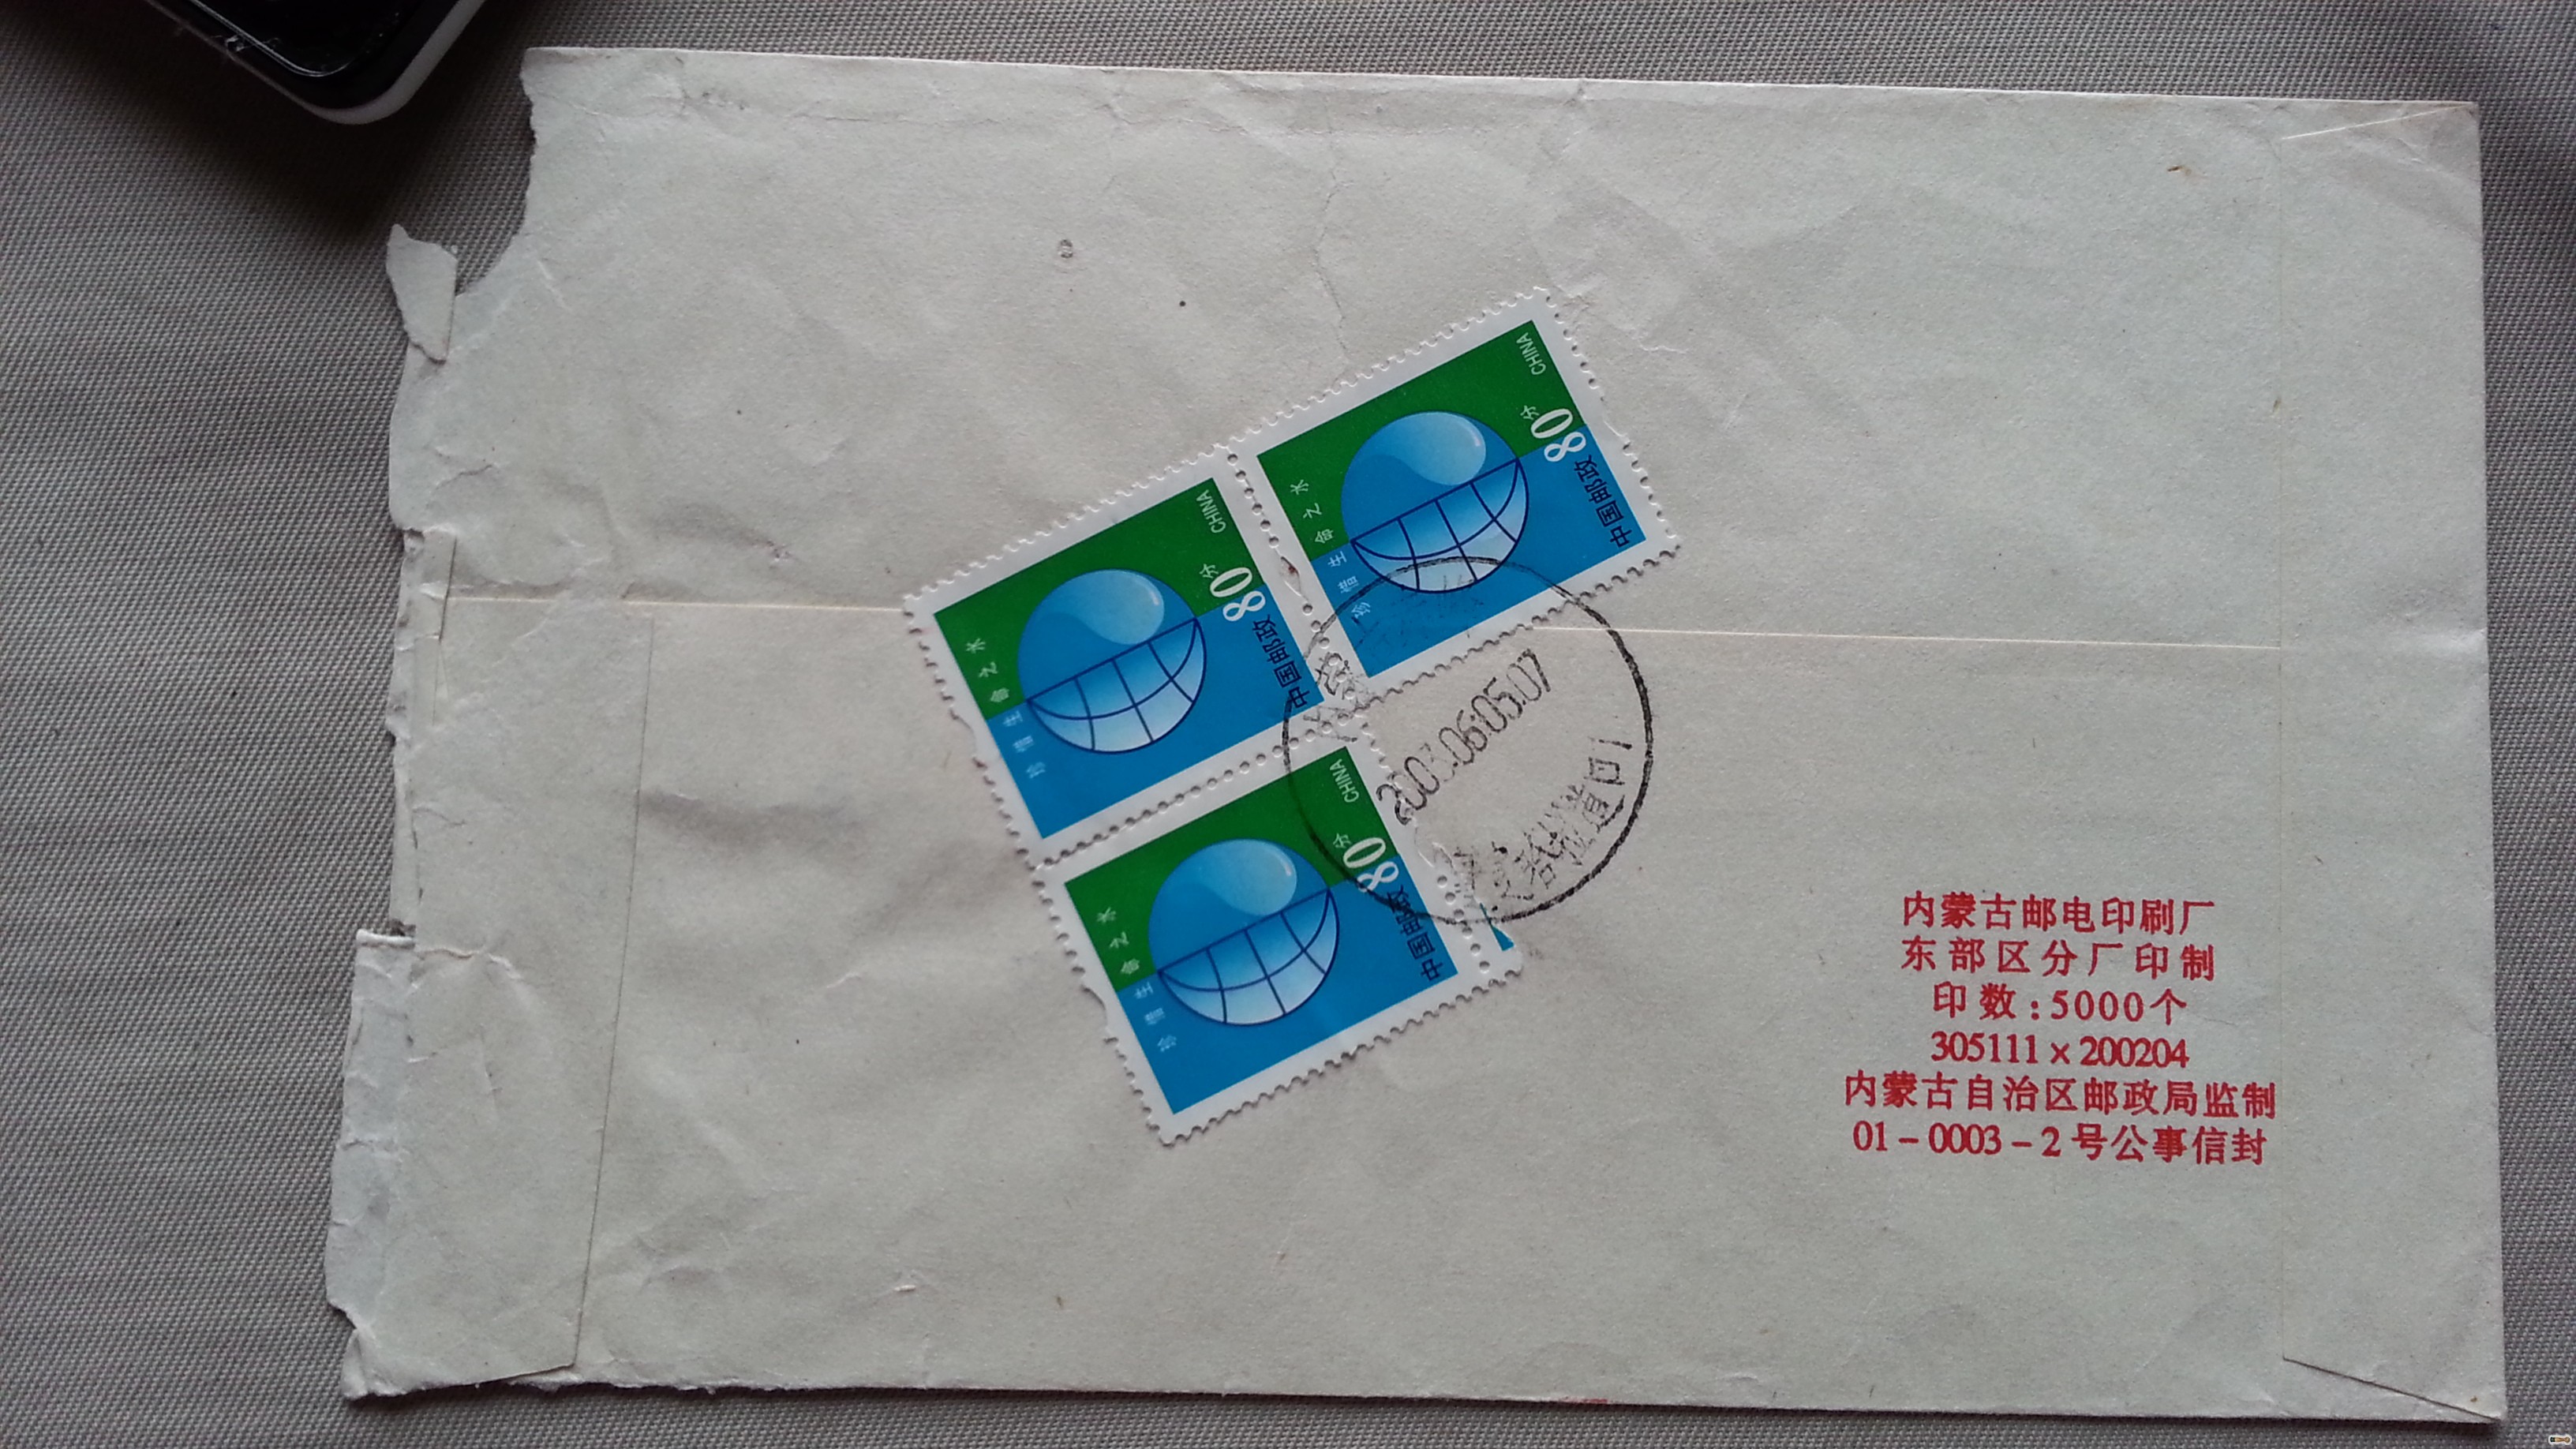 CHINA
80分
中国邮政
珍惜生命之水
CHINA
80分
中国邮政
珍惜生命之水
CHINA
80分
中国邮政
珍惜生命之水
2003.06.05.07
内蒙古邮电印刷厂
东部区分厂印制
印数:5000个
305111×200204
内蒙古自治区邮政局监制
01-0003-2号公事信封